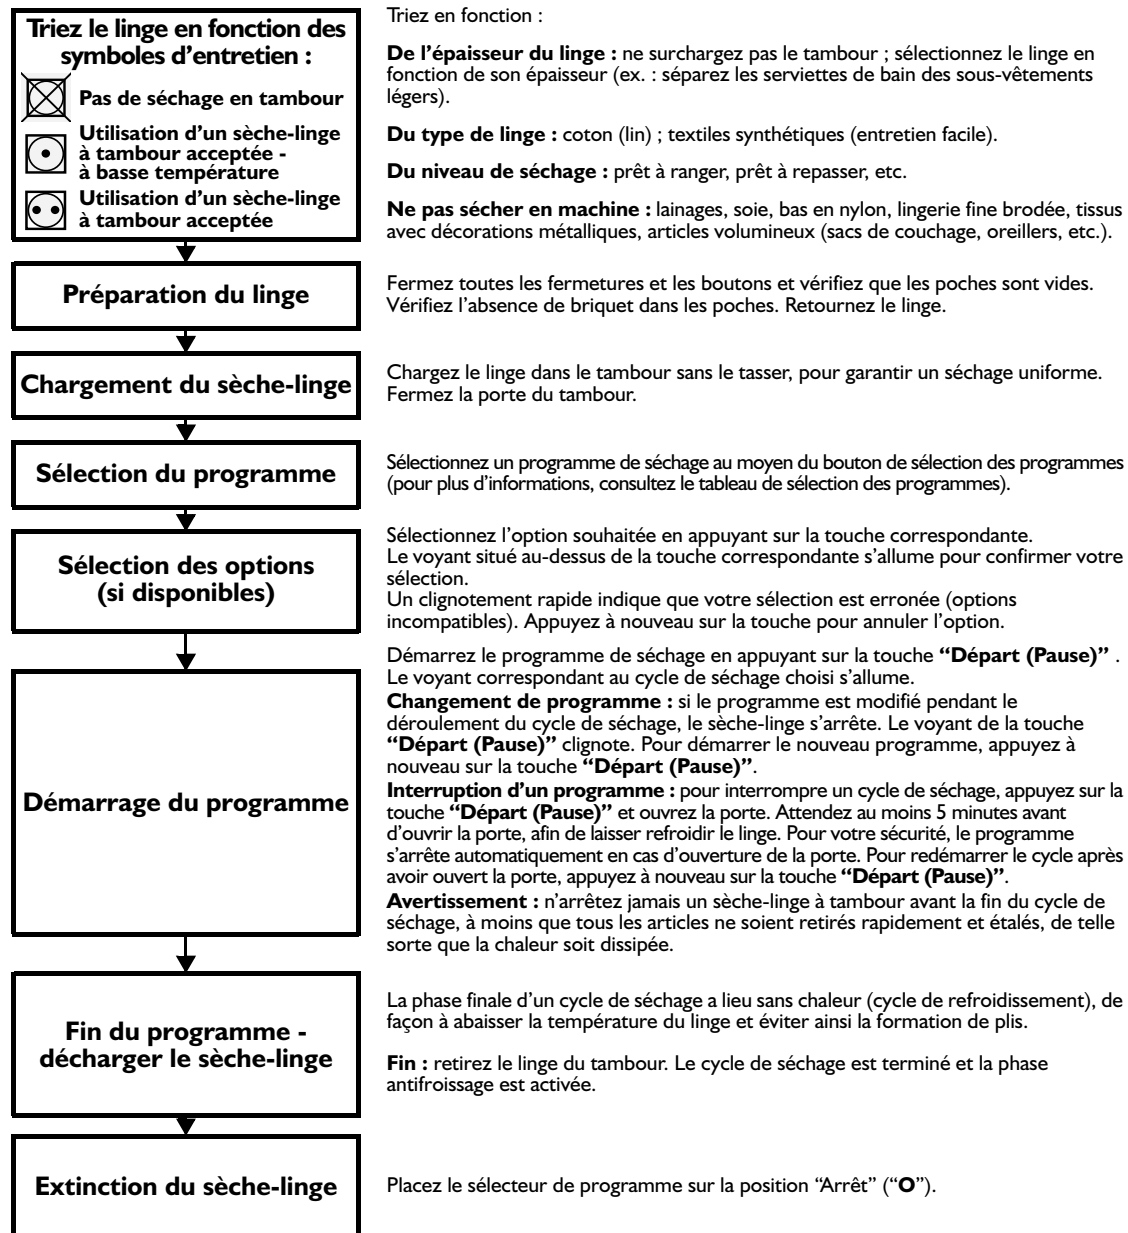 Triez le linge en fonction des
symboles d'entretien :
Pas de séchage en tambour
Utilisation d'un sèche-linge
à tambour acceptée -
à basse température
Utilisation d'un sèche-linge
à tambour acceptée
Triez en fonction :
De l'épaisseur du linge : ne surchargez pas le tambour ; sélectionnez le linge en
fonction de son épaisseur (ex. : séparez les serviettes de bain des sous-vêtements
légers).
Du type de linge : coton (lin) ; textiles synthétiques (entretien facile).
Du niveau de séchage : prêt à ranger, prêt à repasser, etc.
Ne pas sécher en machine : lainages, soie, bas en nylon, lingerie fine brodée, tissus
avec décorations métalliques, articles volumineux (sacs de couchage, oreillers, etc.).
Préparation du linge
Fermez toutes les fermetures et les boutons et vérifiez que les poches sont vides.
Vérifiez l'absence de briquet dans les poches. Retournez le linge.
Chargement du sèche-linge
Chargez le linge dans le tambour sans le tasser, pour garantir un séchage uniforme.
Fermez la porte du tambour.
Sélection du programme
Sélectionnez un programme de séchage au moyen du bouton de sélection des programmes
(pour plus d'informations, consultez le tableau de sélection des programmes).
Sélection des options
(si disponibles)
Sélectionnez l'option souhaitée en appuyant sur la touche correspondante.
Le voyant situé au-dessus de la touche correspondante s'allume pour confirmer votre
sélection.
Un clignotement rapide indique que votre sélection est erronée (options
incompatibles). Appuyez à nouveau sur la touche pour annuler l'option.
Démarrage du programme
Démarrez le programme de séchage en appuyant sur la touche “Départ (Pause)” .
Le voyant correspondant au cycle de séchage choisi s'allume.
Changement de programme : si le programme est modifié pendant le
déroulement du cycle de séchage, le sèche-linge s'arrête. Le voyant de la touche
“Départ (Pause)” clignote. Pour démarrer le nouveau programme, appuyez à
nouveau sur la touche “Départ (Pause)”.
Interruption d'un programme : pour interrompre un cycle de séchage, appuyez sur la
touche “Départ (Pause)” et ouvrez la porte. Attendez au moins 5 minutes avant
d'ouvrir la porte, afin de laisser refroidir le linge. Pour votre sécurité, le programme
s'arrête automatiquement en cas d'ouverture de la porte. Pour redémarrer le cycle après
avoir ouvert la porte, appuyez à nouveau sur la touche “Départ (Pause)”.
Avertissement : n'arrêtez jamais un sèche-linge à tambour avant la fin du cycle de
séchage, à moins que tous les articles ne soient retirés rapidement et étalés, de telle
sorte que la chaleur soit dissipée.
Fin du programme -
décharger le sèche-linge
La phase finale d'un cycle de séchage a lieu sans chaleur (cycle de refroidissement), de
façon à abaisser la température du linge et éviter ainsi la formation de plis.
Fin : retirez le linge du tambour. Le cycle de séchage est terminé et la phase
antifroissage est activée.
Extinction du sèche-linge
Placez le sélecteur de programme sur la position “Arrêt” (“O”).